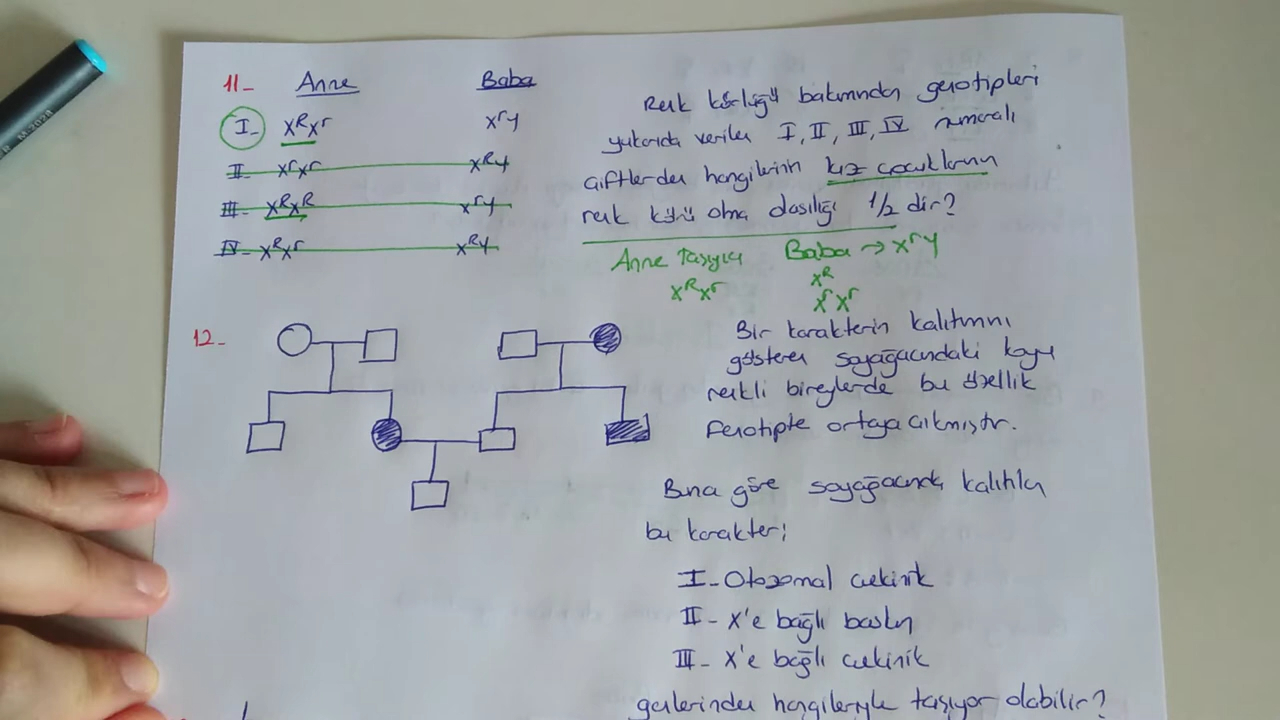 11- Anne Baba
I- XᴿXʳ Xʳy
II- XʳXʳ Xᴿy
III- XᴿXᴿ Xʳy
IV- XᴿXʳ Xᴿy
Renk körlüğü bakımından genotipleri
yukarıda verilen I, II, III, IV numaralı
çiftlerden hangilerinin kız çocuklarının
renk körü olma olasılığı 1/2 dir?
Anne Taşıyıcı Baba → Xʳy
XᴿXʳ Xᴿ
XʳXʳ
12-
Bir karakterin kalıtımını
gösteren soyağacındaki koyu
renkli bireylerde bu özellik
fenotipte ortaya çıkmıştır.
Buna göre soyağacında kalıtılan
bu karakter;
I- Otozomal çekinik
II- X'e bağlı baskın
III- X'e bağlı çekinik
genlerinden hangileriyle taşınıyor olabilir?